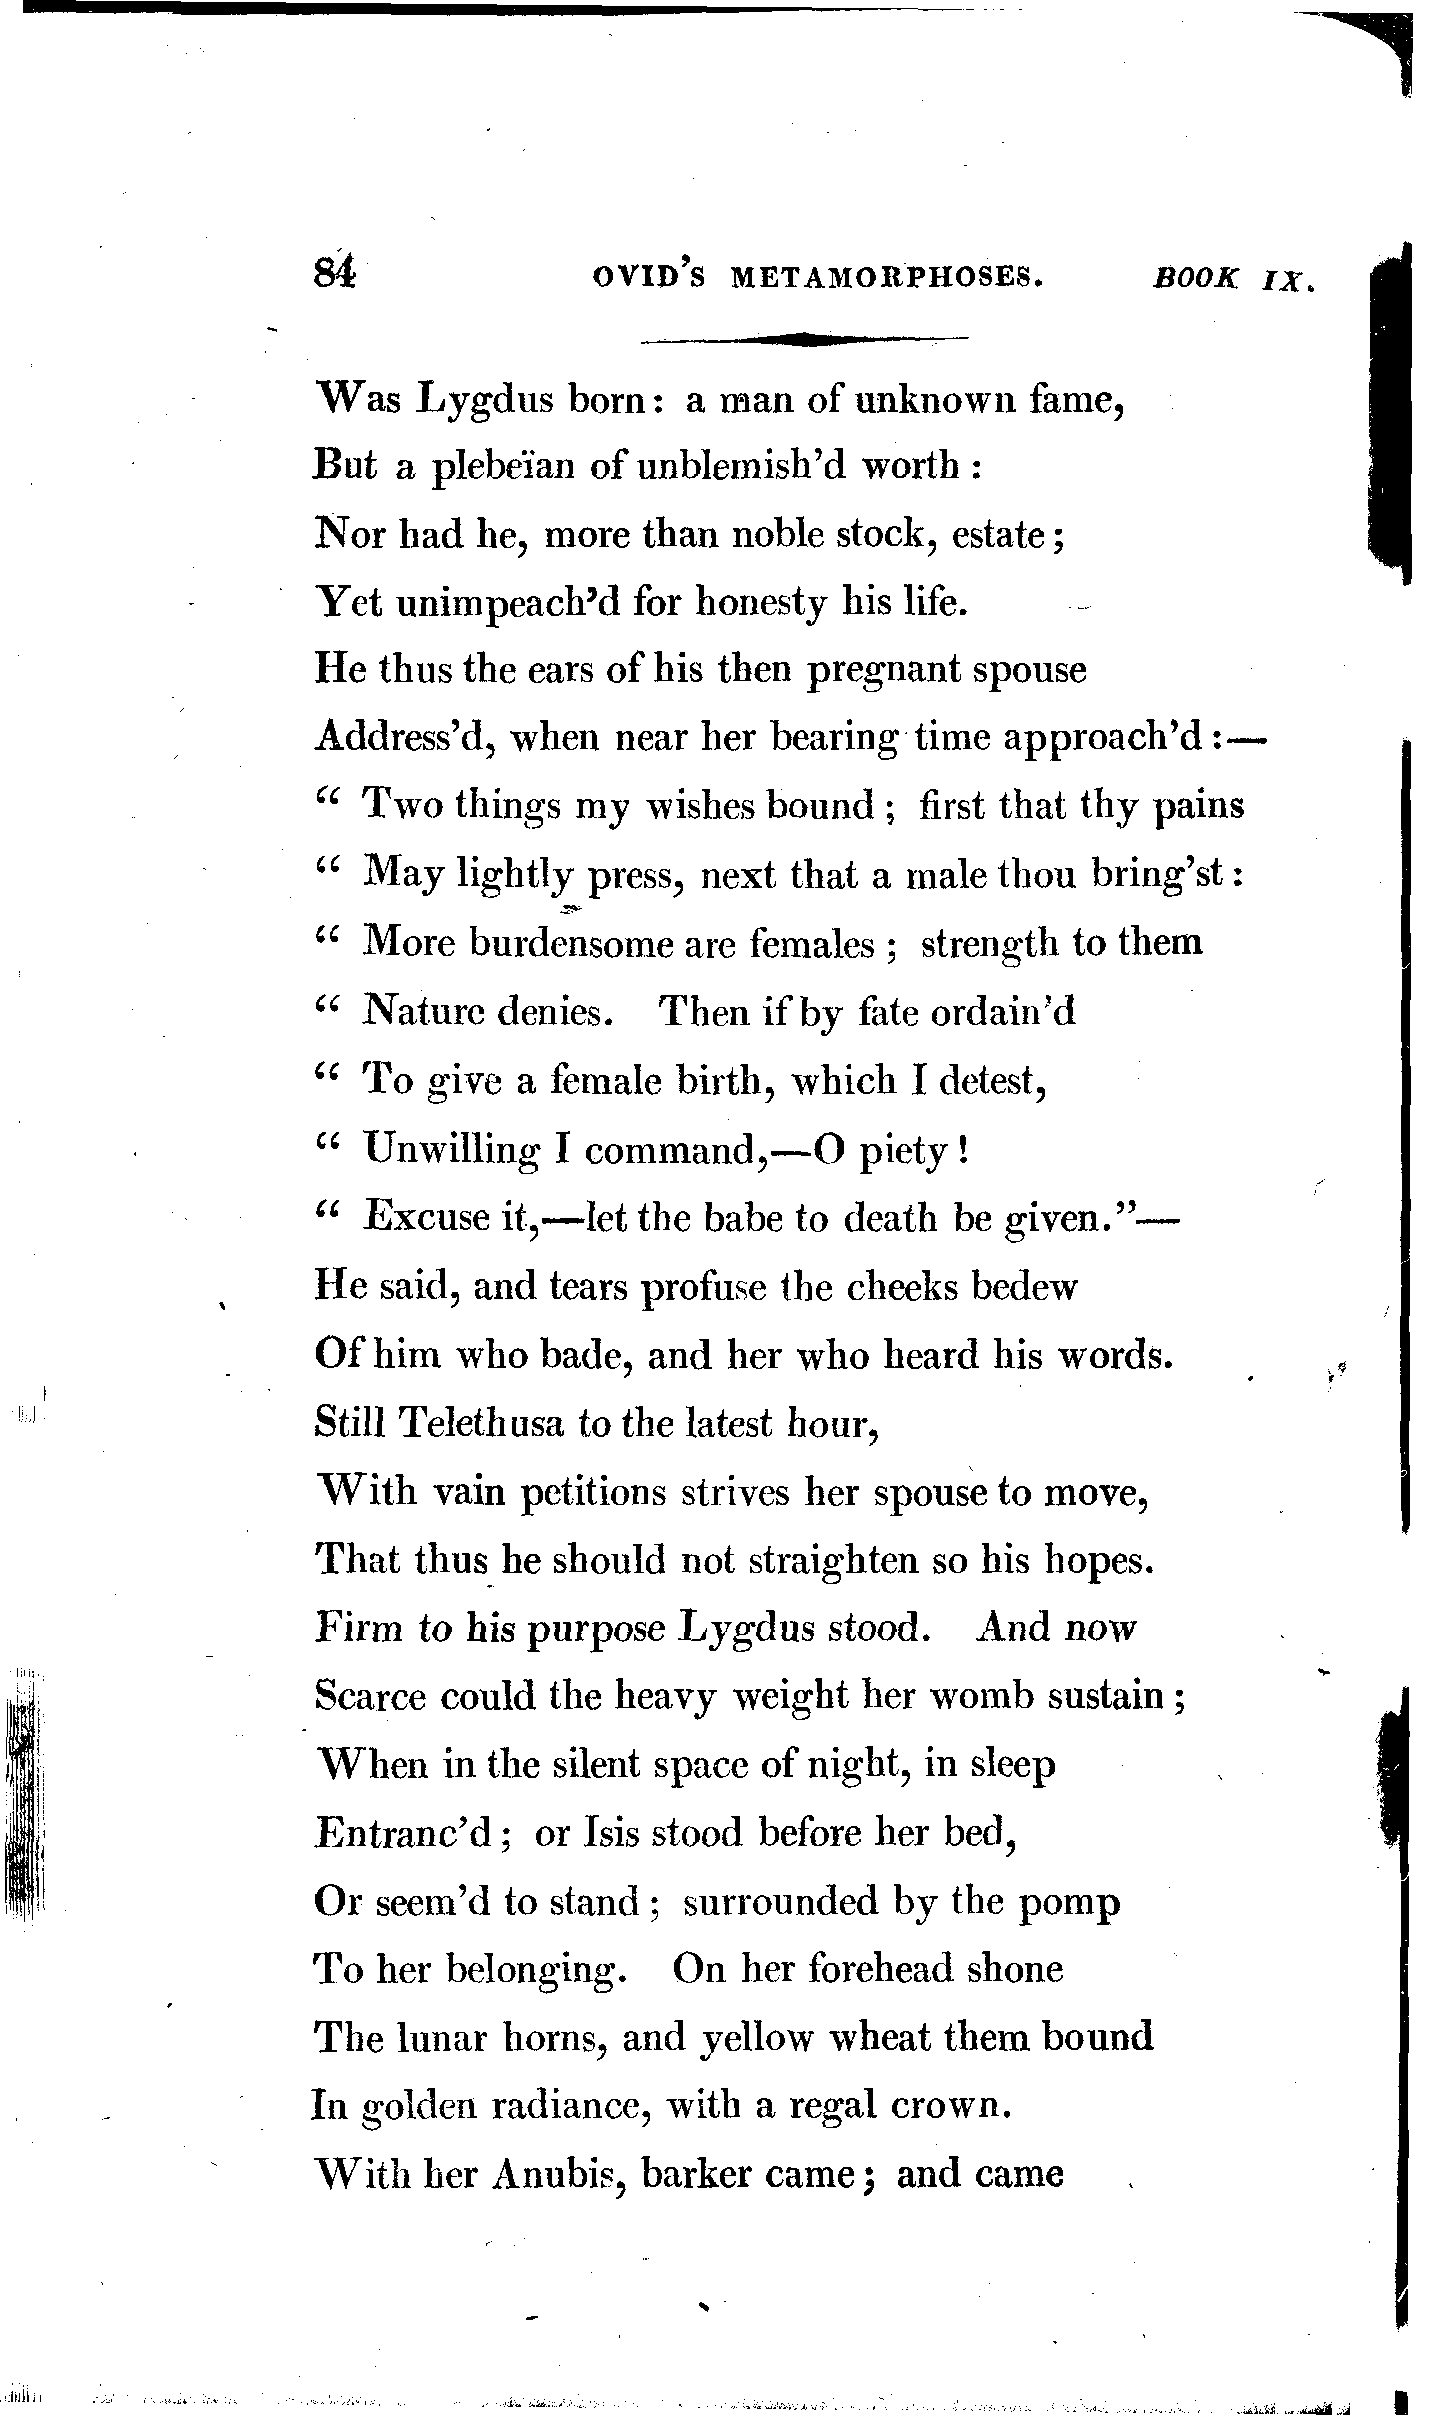 84 OVID'S METAMORPHOSES. BOOK IX.
Was Lygdus born: a man of unknown fame,
But a plebeïan of unblemish'd worth :
Nor had he, more than noble stock, estate ;
Yet unimpeach'd for honesty his life.
He thus the ears of his then pregnant spouse
Address'd, when near her bearing time approach'd :—
“ Two things my wishes bound ; first that thy pains
“ May lightly press, next that a male thou bring'st :
“ More burdensome are females ; strength to them
“ Nature denies. Then if by fate ordain'd
“ To give a female birth, which I detest,
“ Unwilling I command,—O piety !
“ Excuse it,—let the babe to death be given.”—
He said, and tears profuse the cheeks bedew
Of him who bade, and her who heard his words.
Still Telethusa to the latest hour,
With vain petitions strives her spouse to move,
That thus he should not straighten so his hopes.
Firm to his purpose Lygdus stood. And now
Scarce could the heavy weight her womb sustain ;
When in the silent space of night, in sleep
Entranc'd ; or Isis stood before her bed,
Or seem'd to stand ; surrounded by the pomp
To her belonging. On her forehead shone
The lunar horns, and yellow wheat them bound
In golden radiance, with a regal crown.
With her Anubis, barker came ; and came